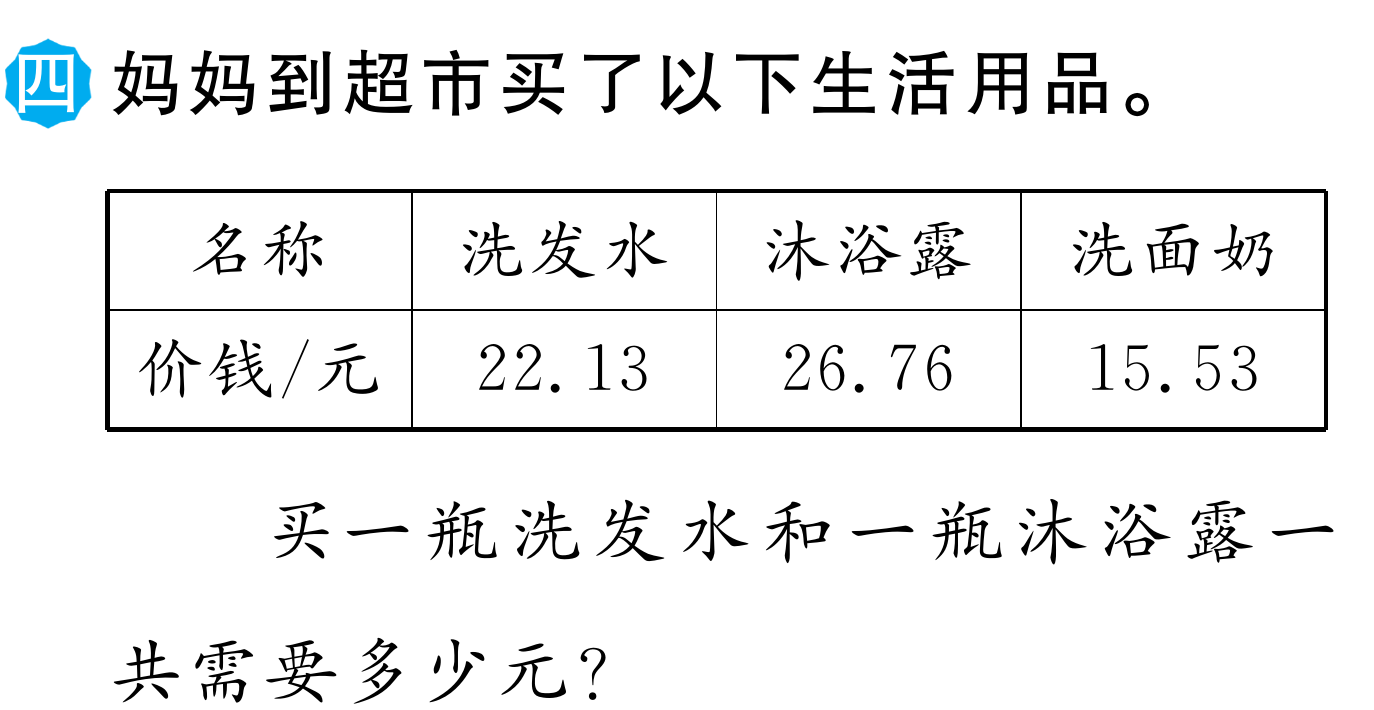 四 妈妈到超市买了以下生活用品。
名称 洗发水 沐浴露 洗面奶
价钱/元 22.13 26.76 15.53
买一瓶洗发水和一瓶沐浴露一
共需要多少元?